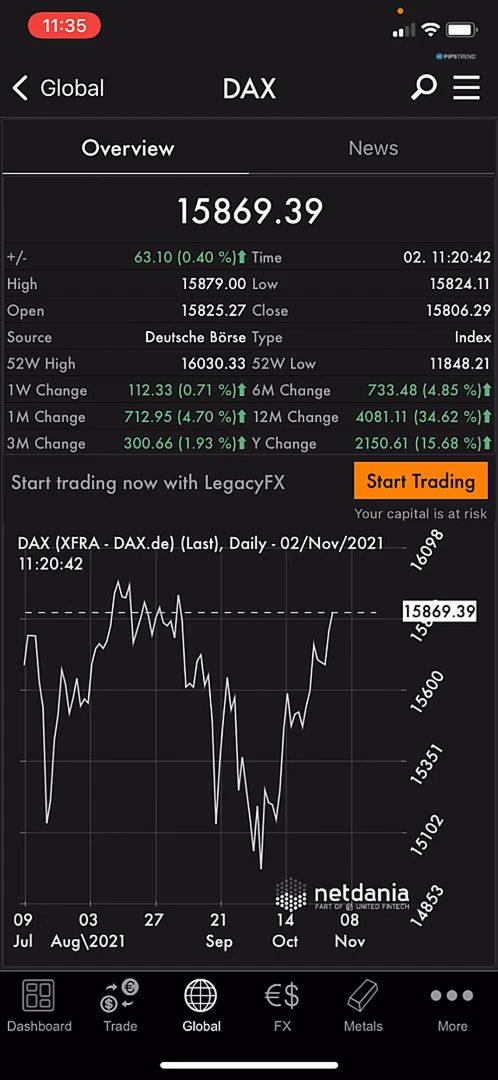 11:35
PIPSTREND
Global
DAX
Overview
News
15869.39
+/- 63.10 (0.40 %) Time 02. 11:20:42
High 15879.00 Low 15824.11
Open 15825.27 Close 15806.29
Source Deutsche Börse Type Index
52W High 16030.33 52W Low 11848.21
1W Change 112.33 (0.71 %) 6M Change 733.48 (4.85 %)
1M Change 712.95 (4.70 %) 12M Change 4081.11 (34.62 %)
3M Change 300.66 (1.93 %) Y Change 2150.61 (15.68 %)
Start trading now with LegacyFX
Start Trading
Your capital is at risk
DAX (XFRA - DAX.de) (Last), Daily - 02/Nov/2021
11:20:42
16098
15869.39
15600
15351
15102
14853
netdania
PART OF UNITED FINTECH
09 03 27 21 14 08
Jul Aug\2021 Sep Oct Nov
Dashboard Trade Global FX Metals More